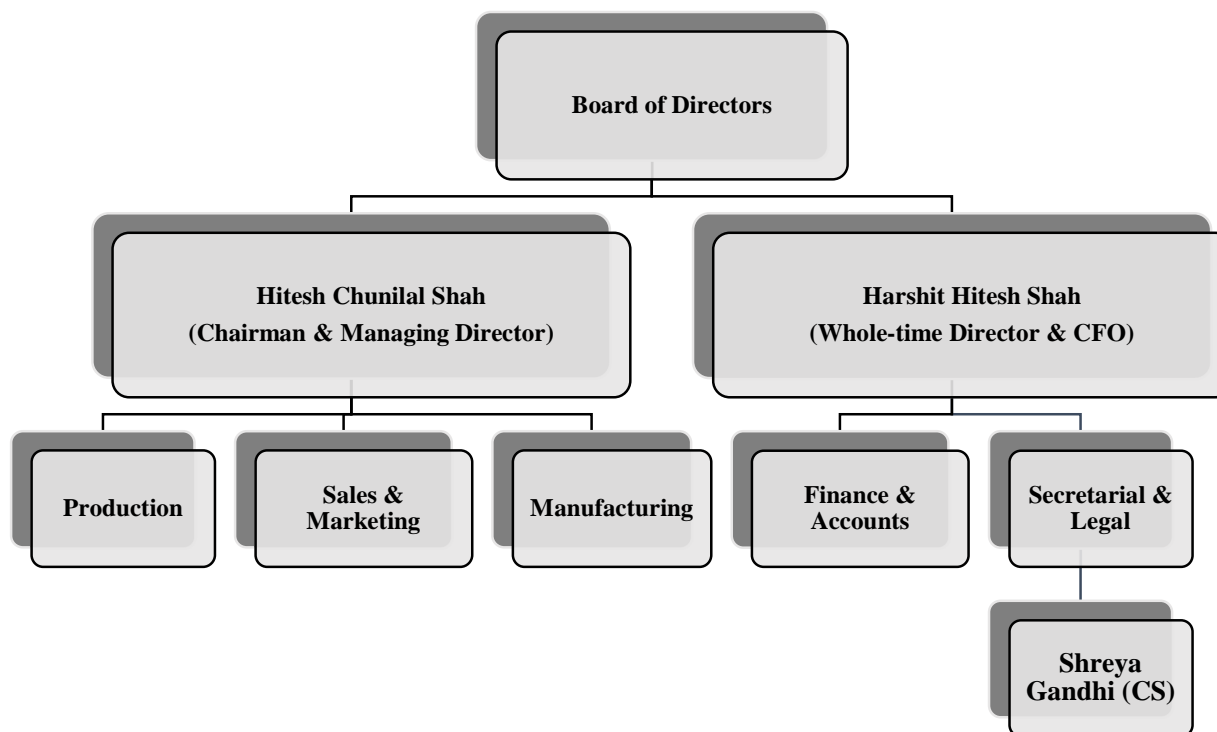 Board of Directors
Hitesh Chunilal Shah
(Chairman & Managing Director)
Harshit Hitesh Shah
(Whole-time Director & CFO)
Production
Sales &
Marketing
Manufacturing
Finance &
Accounts
Secretarial &
Legal
Shreya
Gandhi (CS)